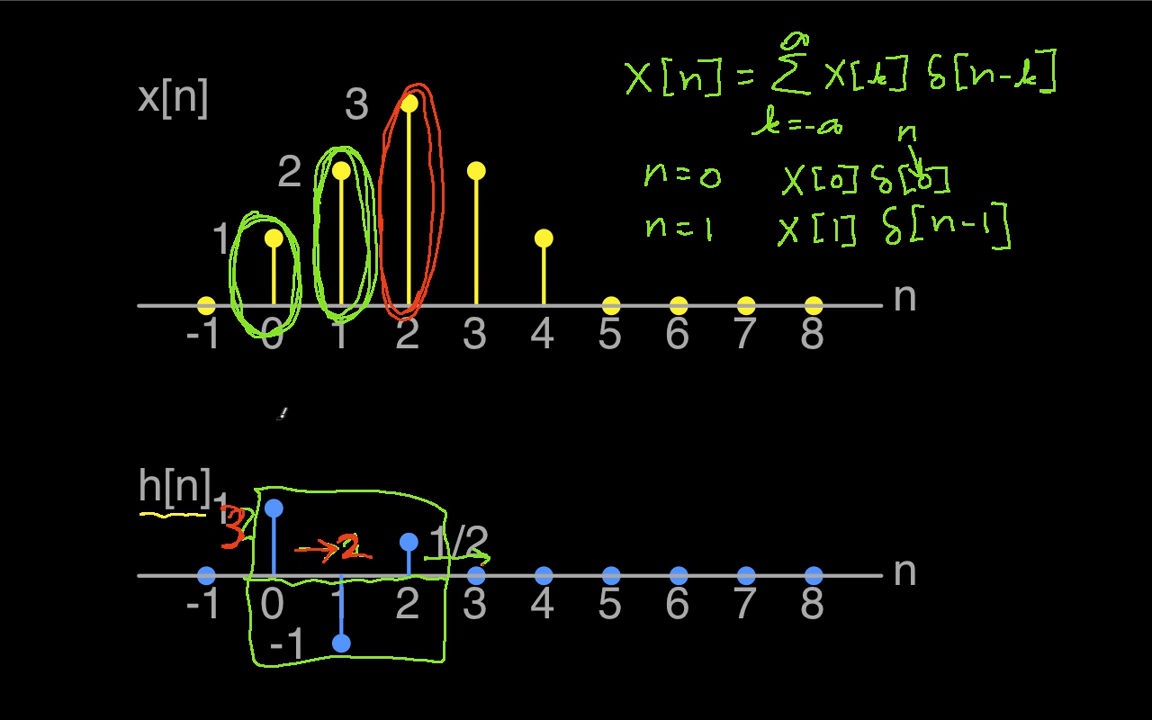 x[n]
3
2
1
-1 0 1 2 3 4 5 6 7 8
n
X[n] = ∑ X[k] δ[n-k]
∞
k=-∞
n
n=0 X[0] δ[0]
n=1 X[1] δ[n-1]
h[n]
1
3
→2
1/2
-1 0 1 2 3 4 5 6 7 8
n
-1